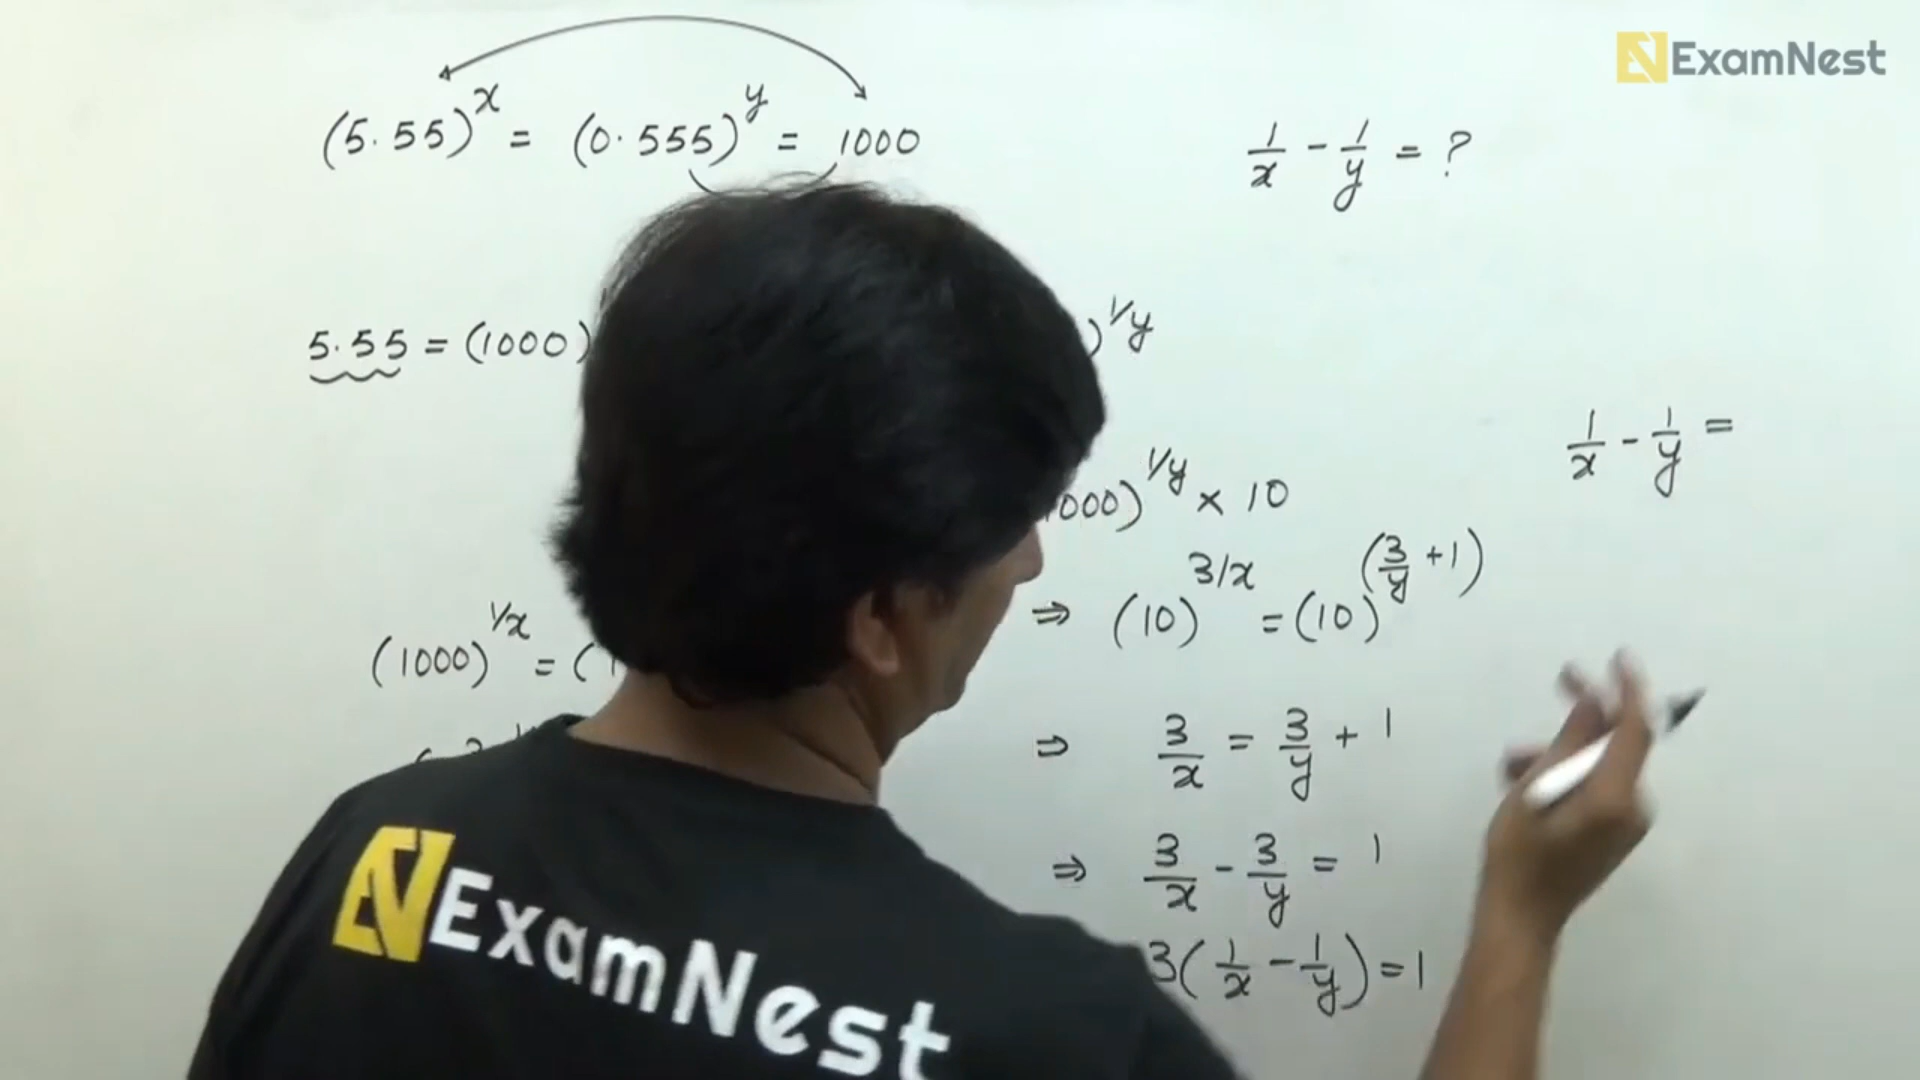 ExamNest
(5.55)^x = (0.555)^y = 1000
1/x - 1/y = ?
5.55 = (1000)
)^1/y
1/x - 1/y =
000)^1/y × 10
⇒ (10)^3/x = (10)^(3/y + 1)
(1000)^1/x = (
⇒ 3/x = 3/y + 1
⇒ 3/x - 3/y = 1
3(1/x - 1/y) = 1
ExamNest